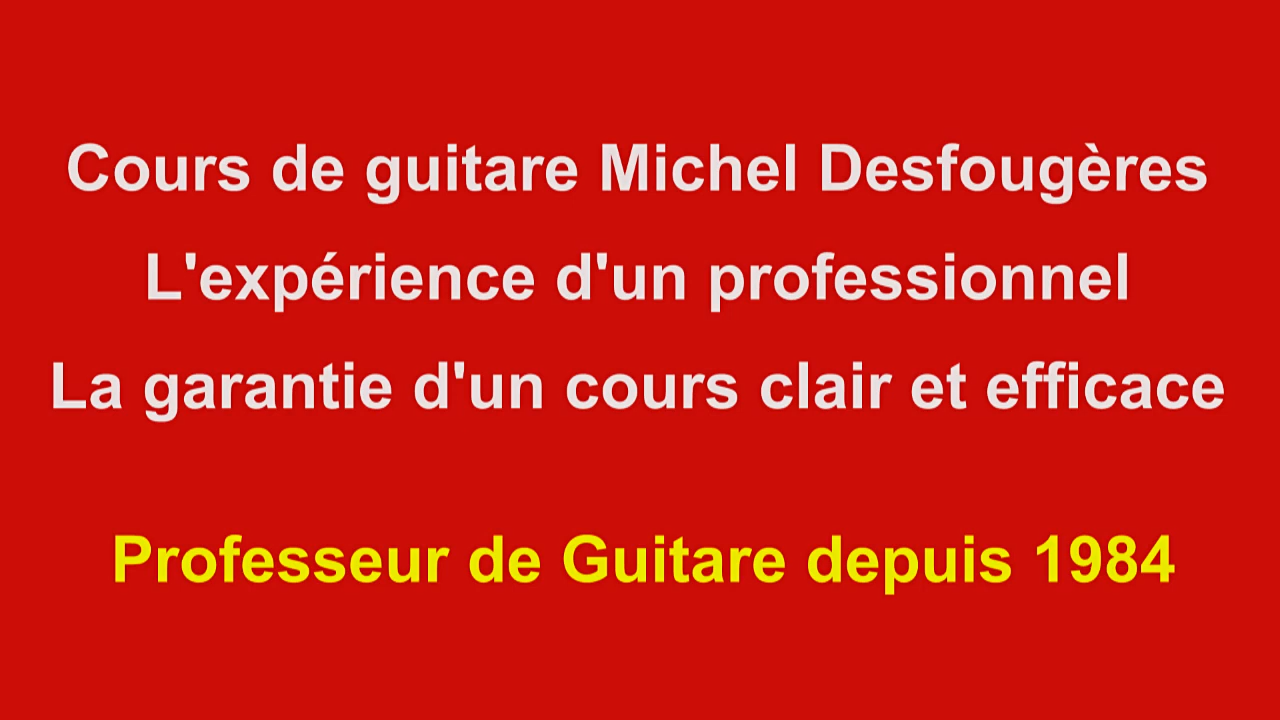 Cours de guitare Michel Desfougères
L'expérience d'un professionnel
La garantie d'un cours clair et efficace
Professeur de Guitare depuis 1984